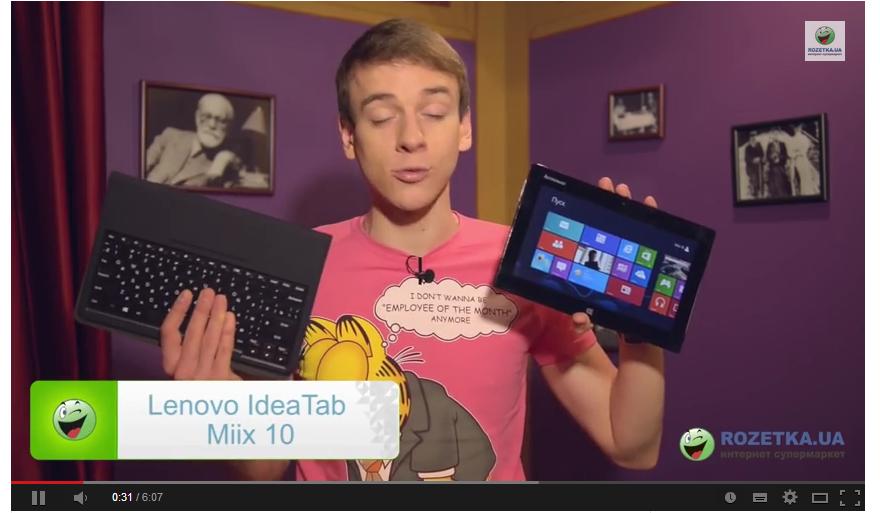 ROZETKA.UA
интернет супермаркет
Lenovo
Пуск
I DON'T WANNA BE
"EMPLOYEE OF THE MONTH"
ANYMORE
Lenovo IdeaTab
Miix 10
ROZETKA.UA
интернет супермаркет
0:31 / 6:07